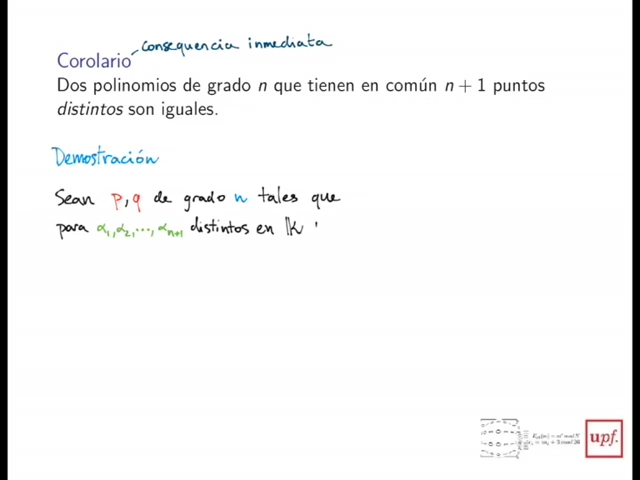 consequencia inmediata
Corolario
Dos polinomios de grado n que tienen en común n + 1 puntos
distintos son iguales.
Demostración
Sean p, q de grado n tales que
para α₁, α₂, ..., αₙ₊₁ distintos en 𝕂
upf.